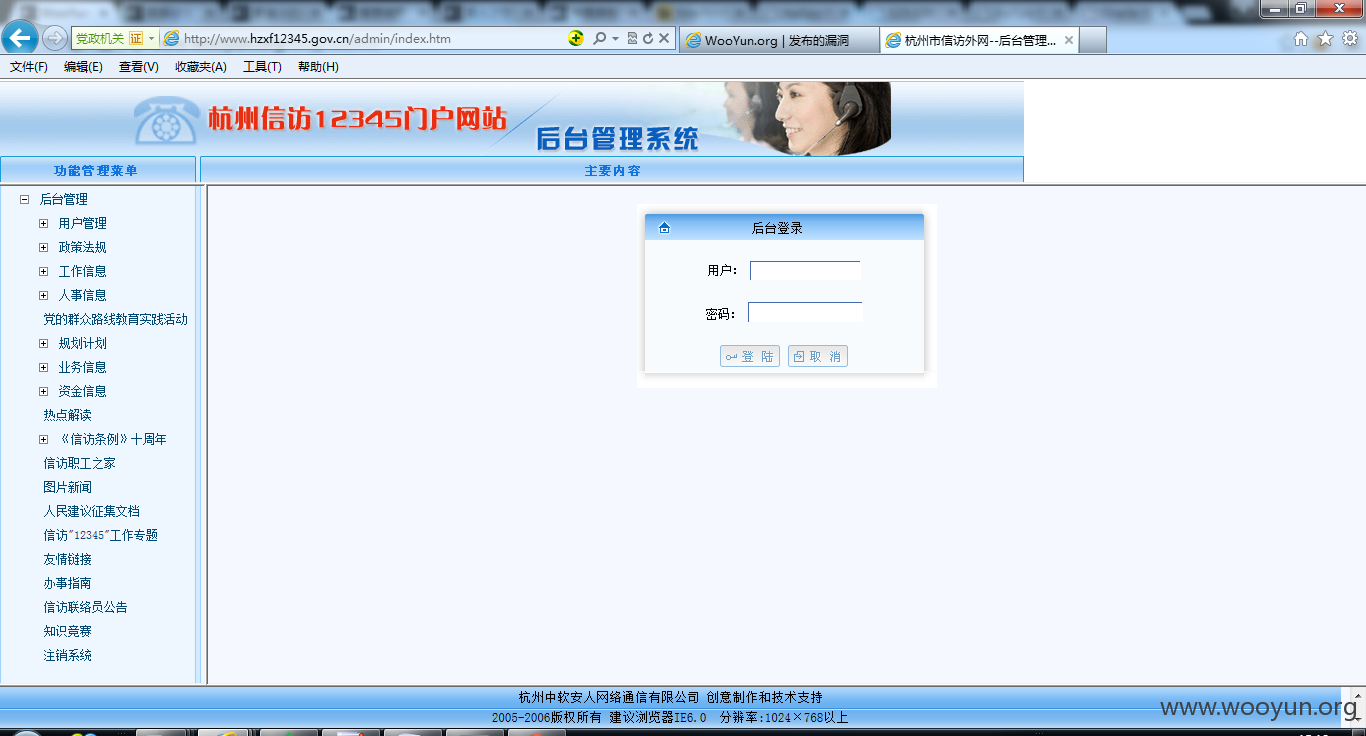 党政机关 证
http://www.hzxf12345.gov.cn/admin/index.htm
WooYun.org | 发布的漏洞
杭州市信访外网--后台管理...
文件(F) 编辑(E) 查看(V) 收藏夹(A) 工具(T) 帮助(H)
杭州信访12345门户网站
后台管理系统
功能管理菜单
主要内容
后台管理
用户管理
政策法规
工作信息
人事信息
党的群众路线教育实践活动
规划计划
业务信息
资金信息
热点解读
《信访条例》十周年
信访职工之家
图片新闻
人民建议征集文档
信访"12345"工作专题
友情链接
办事指南
信访联络员公告
知识竞赛
注销系统
后台登录
用户：
密码：
登 陆
取 消
杭州中软安人网络通信有限公司 创意制作和技术支持
2005-2006版权所有 建议浏览器IE6.0 分辨率:1024×768以上
www.wooyun.org